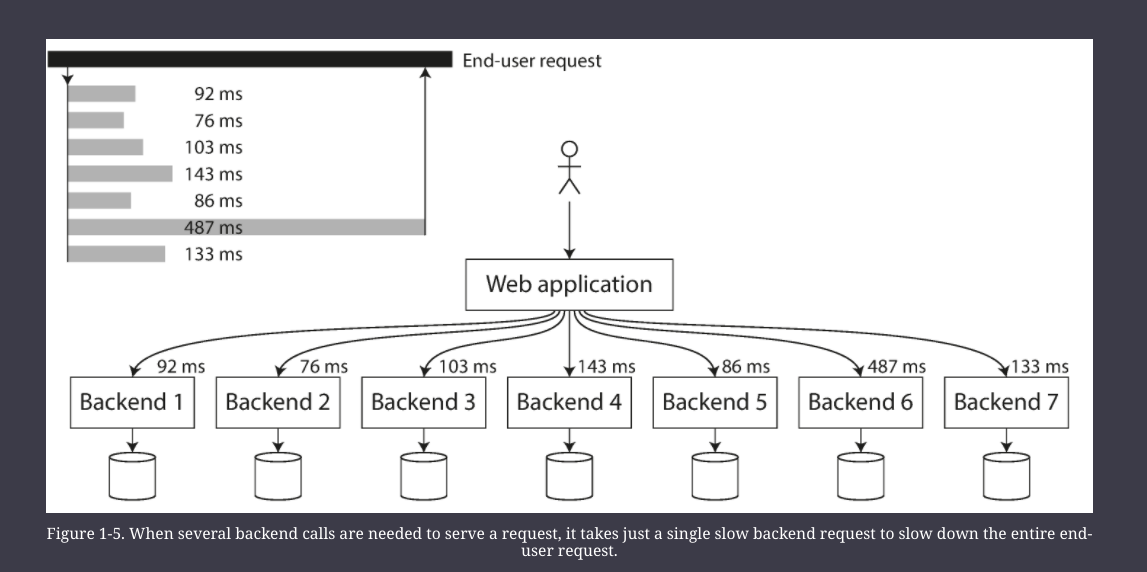 End-user request
92 ms
76 ms
103 ms
143 ms
86 ms
487 ms
133 ms
Web application
92 ms
76 ms
103 ms
143 ms
86 ms
487 ms
133 ms
Backend 1
Backend 2
Backend 3
Backend 4
Backend 5
Backend 6
Backend 7
Figure 1-5. When several backend calls are needed to serve a request, it takes just a single slow backend request to slow down the entire end-
user request.